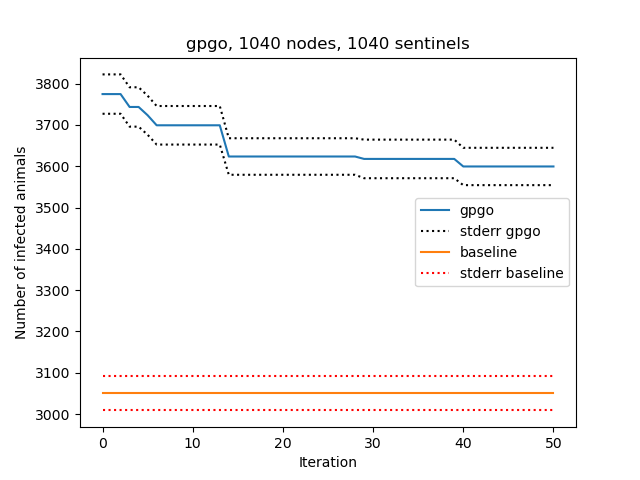 gpgo, 1040 nodes, 1040 sentinels
3800
3700
3600
3500
3400
3300
3200
3100
3000
Number of infected animals
gpgo
stderr gpgo
baseline
stderr baseline
0 10 20 30 40 50
Iteration